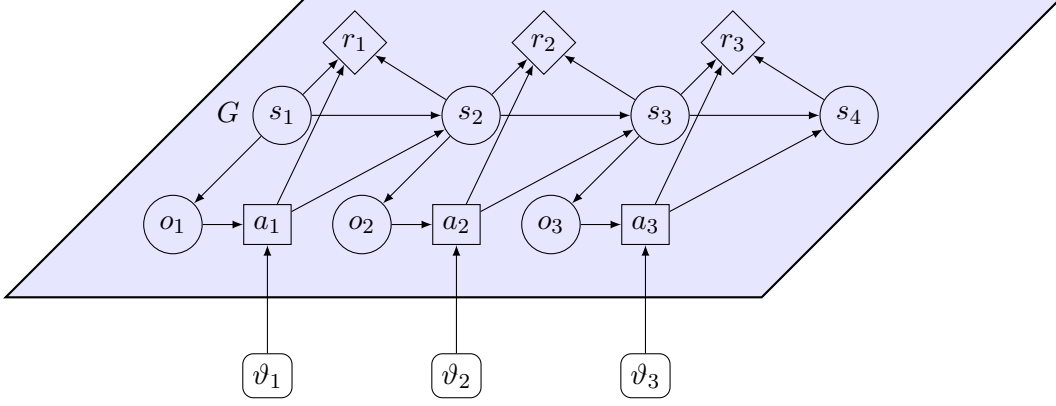 r₁ r₂ r₃
G s₁ s₂ s₃ s₄
o₁ a₁ o₂ a₂ o₃ a₃
ϑ₁ ϑ₂ ϑ₃